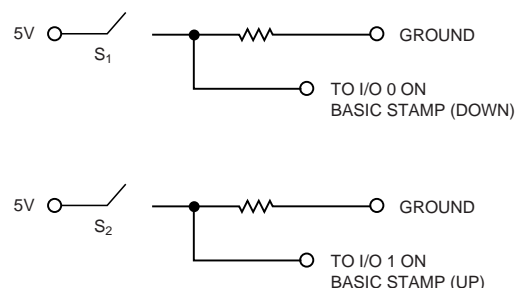 5V
GROUND
S1
TO I/O 0 ON
BASIC STAMP (DOWN)
5V
GROUND
S2
TO I/O 1 ON
BASIC STAMP (UP)